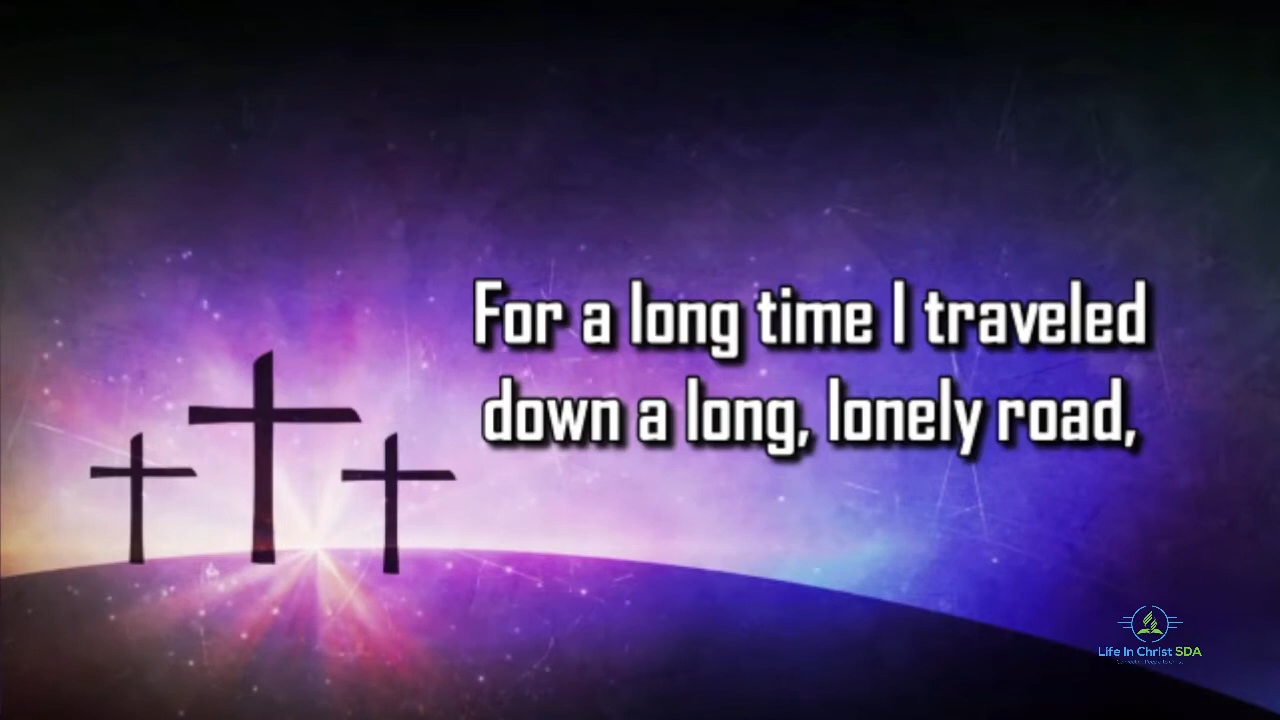 For a long time I traveled
down a long, lonely road,
Life In Christ SDA